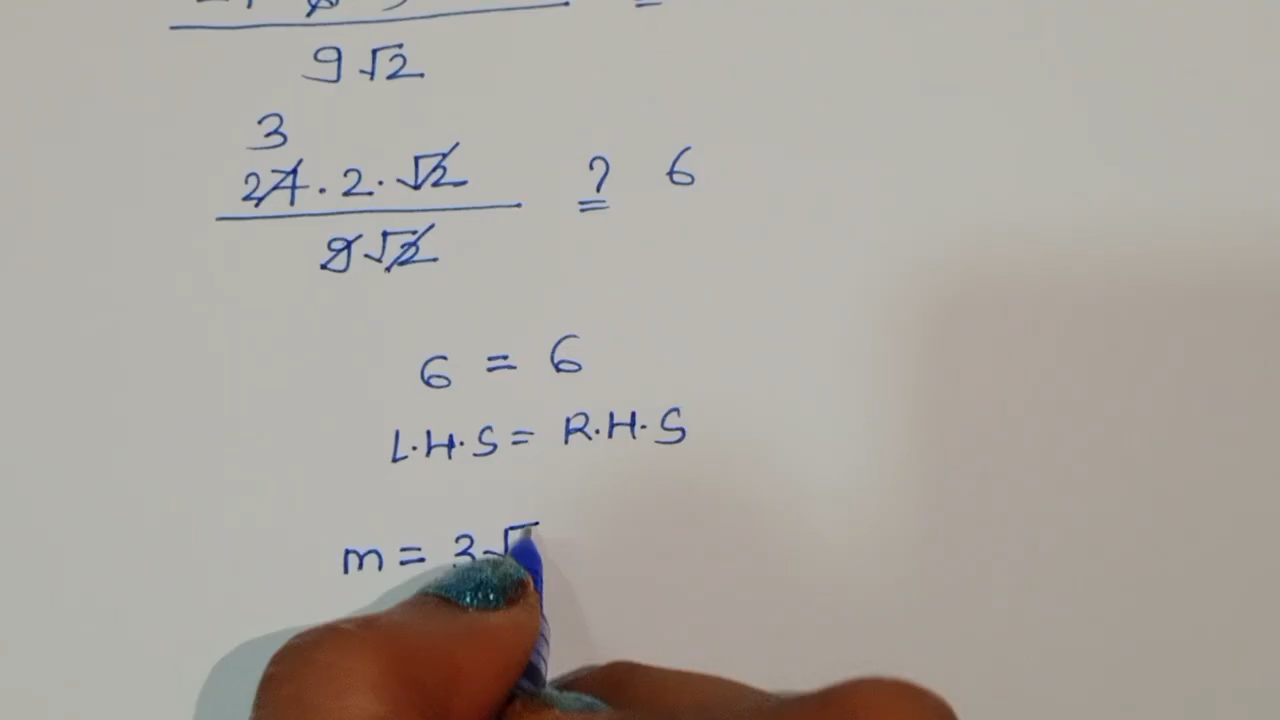 9√2
3
27.2.√2 ? 6
9√2
6 = 6
L.H.S = R.H.S
m = 3√